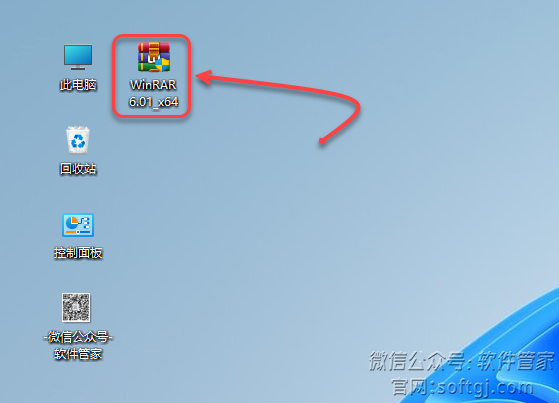 此电脑
WinRAR
6.01_x64
回收站
控制面板
-微信公众号-
软件管家
微信公众号: 软件管家
官网:softgj.com